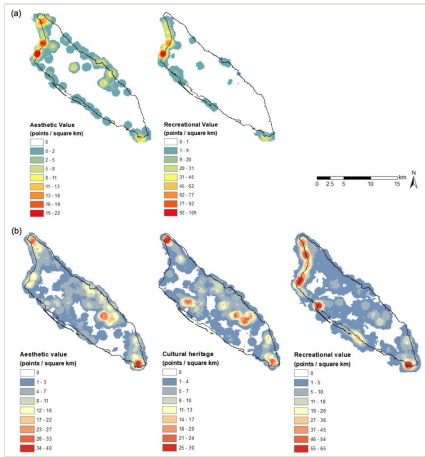 (a)
Aesthetic Value
(points / square km)
0
0 - 2
2 - 5
5 - 8
8 - 11
11 - 13
13 - 16
16 - 19
19 - 22
Recreational Value
(points / square km)
0 - 1
1 - 9
9 - 20
20 - 31
31 - 45
45 - 62
62 - 77
77 - 92
92 - 109
km
0 2.5 5 10 15
N
(b)
Aesthetic value
(points / square km)
0
1 - 3
4 - 7
8 - 11
12 - 16
17 - 22
23 - 27
28 - 33
34 - 40
Cultural heritage
(points / square km)
0
1 - 4
5 - 7
8 - 10
11 - 13
14 - 17
18 - 20
21 - 24
25 - 30
Recreational value
(points / square km)
0
1 - 5
5 - 10
11 - 18
19 - 26
27 - 36
37 - 45
46 - 54
55 - 65